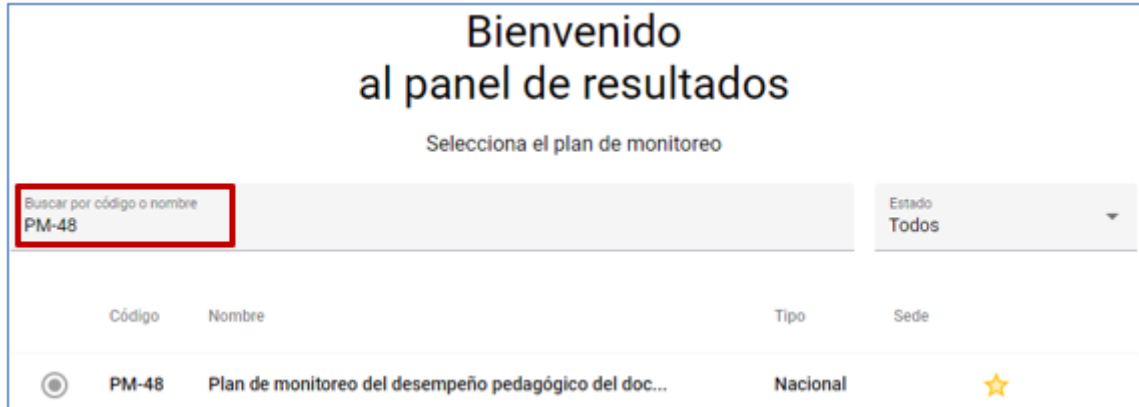 Bienvenido
al panel de resultados
Selecciona el plan de monitoreo
Buscar por código o nombre
PM-48
Estado
Todos
Código Nombre Tipo Sede
PM-48 Plan de monitoreo del desempeño pedagógico del doc... Nacional